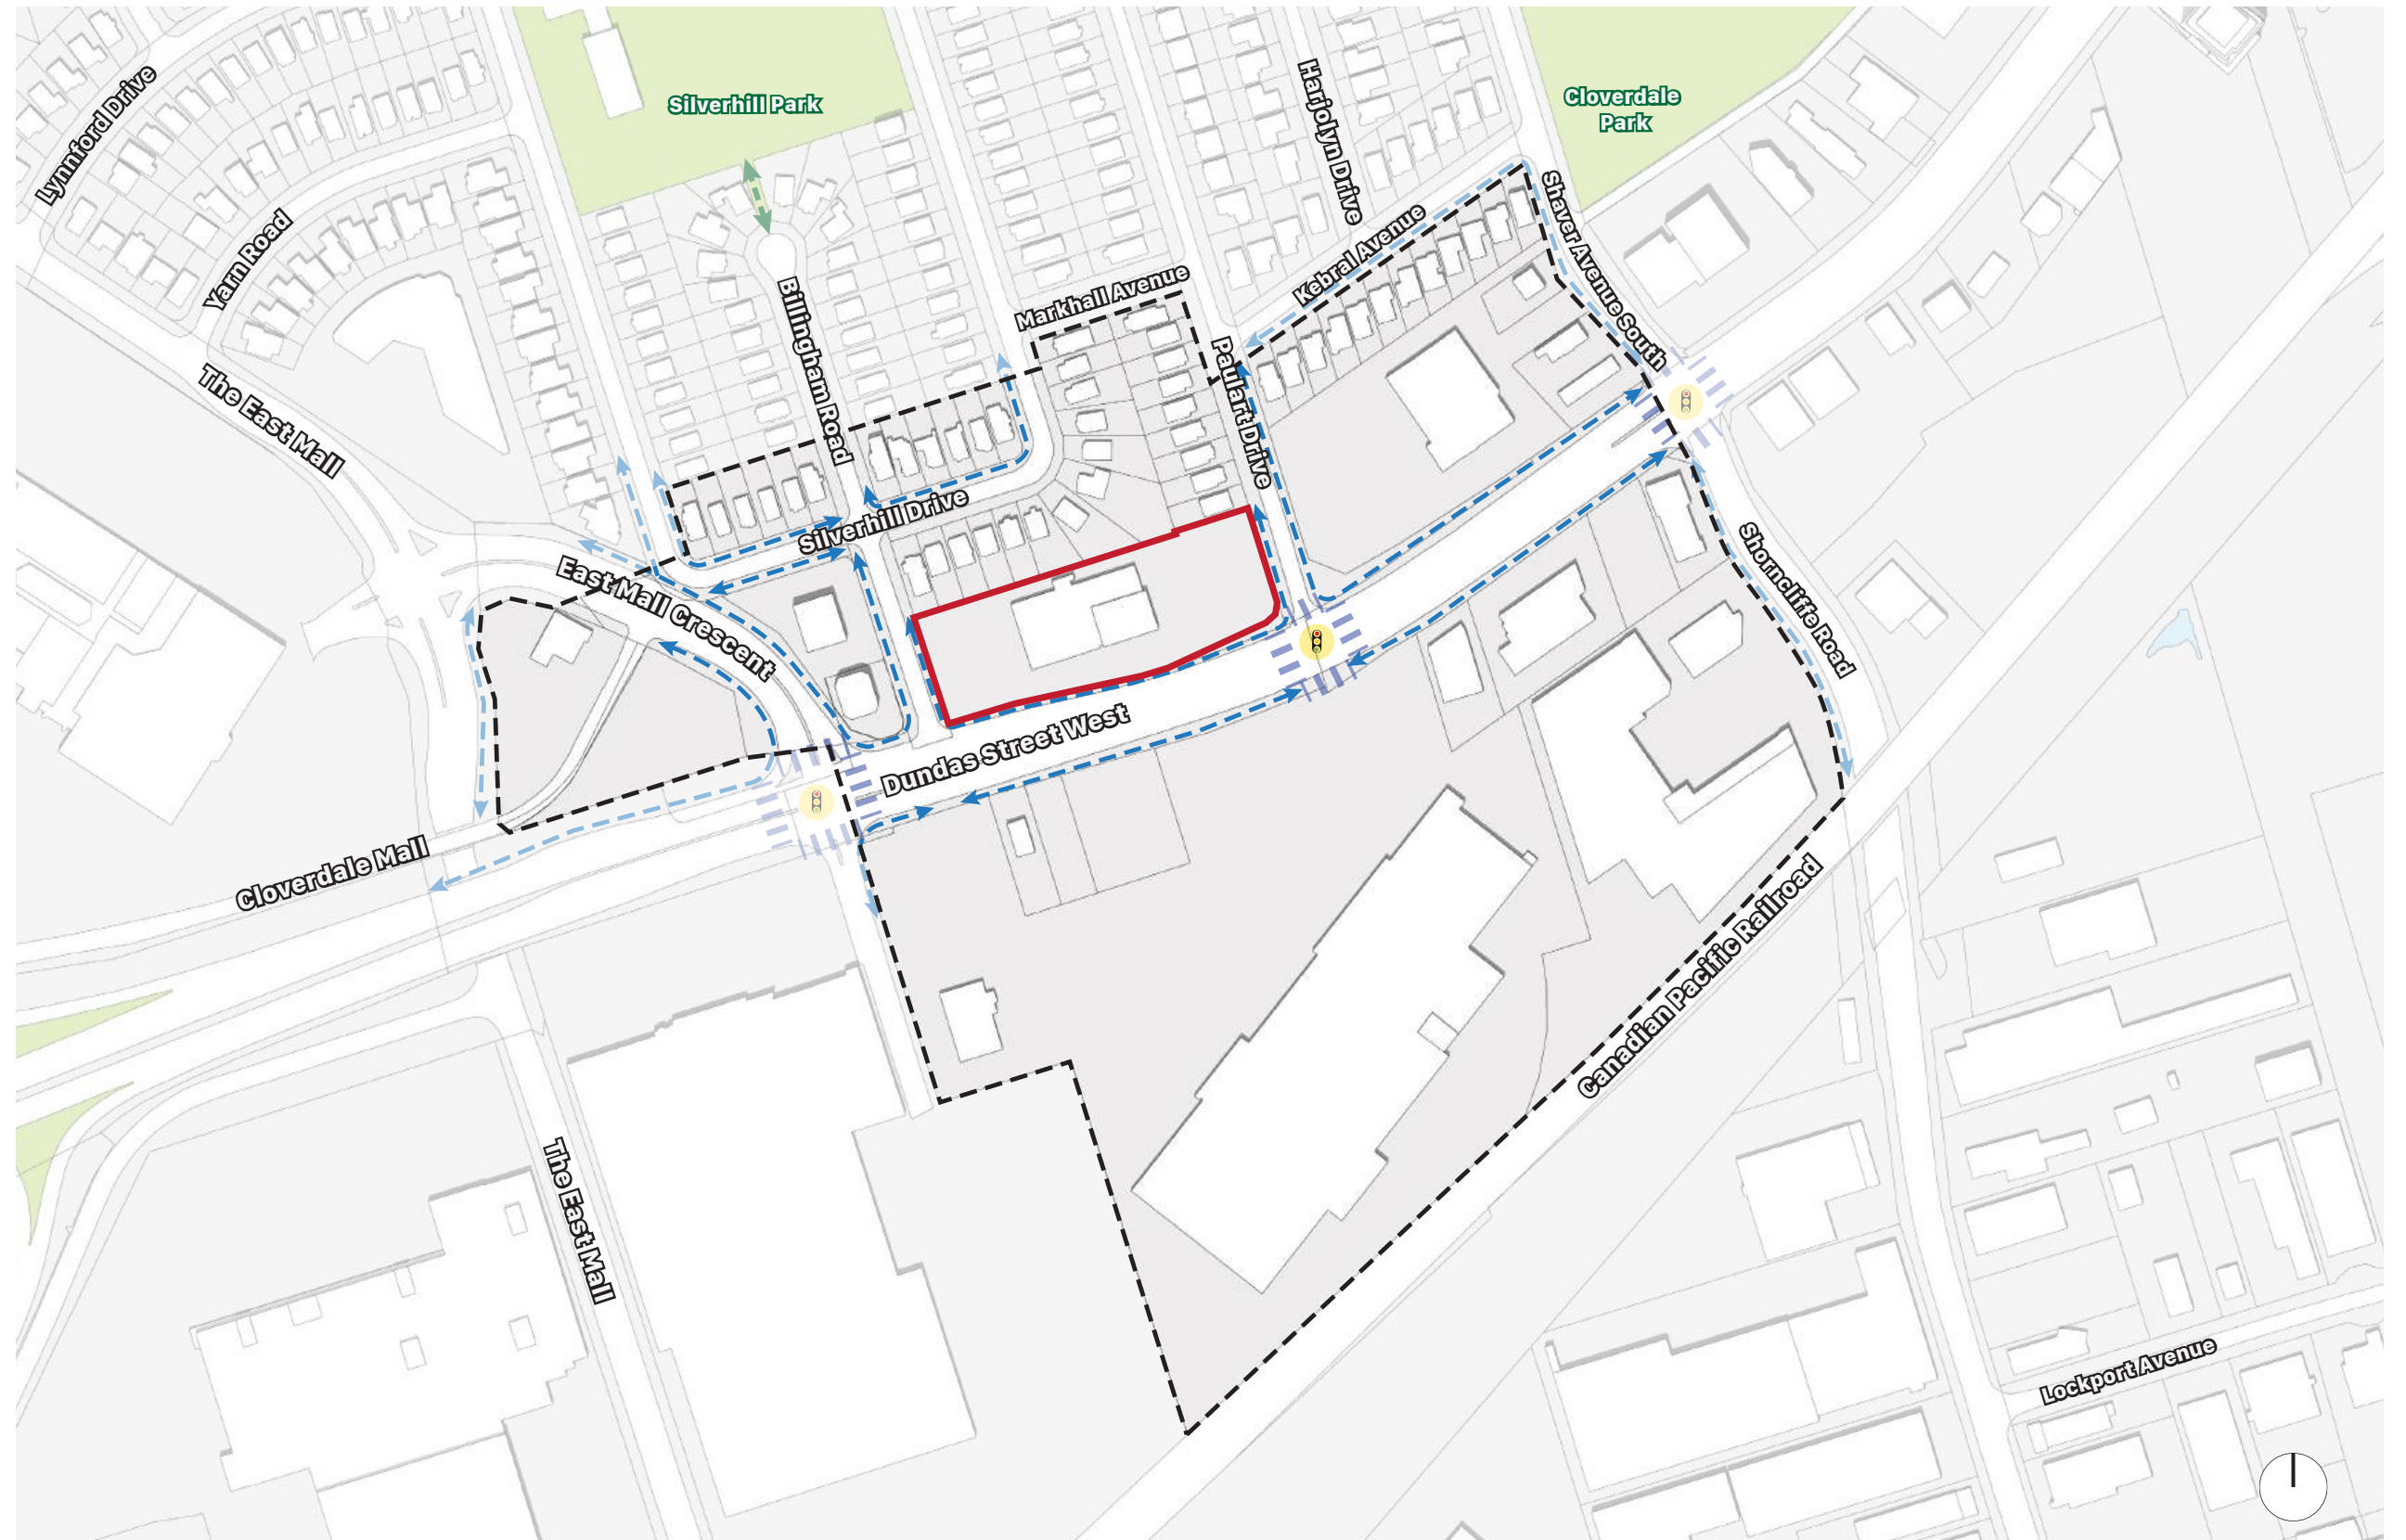 Silverhill Park
Cloverdale
Park
Lynnford Drive
Harjolyn Drive
Yarn Road
Kebral Avenue
Shaver Avenue South
Markhall Avenue
Billingham Road
Paulart Drive
The East Mall
Silverhill Drive
East Mall Crescent
Shorncliffe Road
Dundas Street West
Cloverdale Mall
Canadian Pacific Railroad
The East Mall
Lockport Avenue